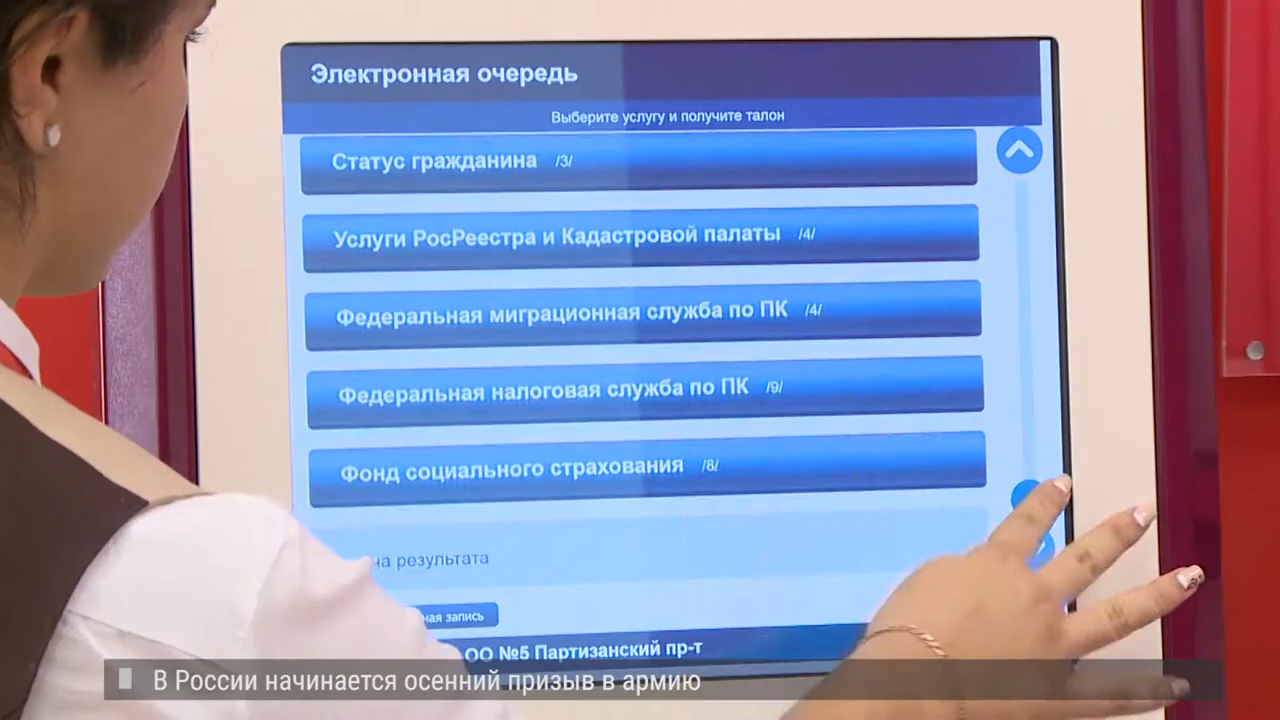 Электронная очередь
Выберите услугу и получите талон
Статус гражданина /3/
Услуги РосРеестра и Кадастровой палаты /4/
Федеральная миграционная служба по ПК /4/
Федеральная налоговая служба по ПК /9/
Фонд социального страхования /8/
результата
запись
ОО №5 Партизанский пр-т
В России начинается осенний призыв в армию